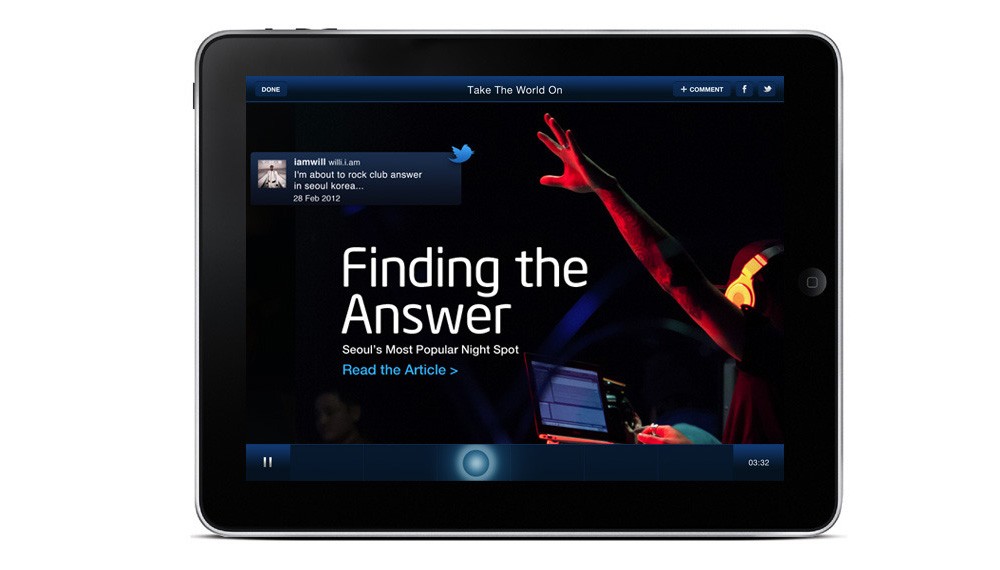 DONE
Take The World On
+ COMMENT
f
iamwill willi.i.am
I'm about to rock club answer
in seoul korea...
28 Feb 2012
Finding the
Answer
Seoul's Most Popular Night Spot
Read the Article >
03:32